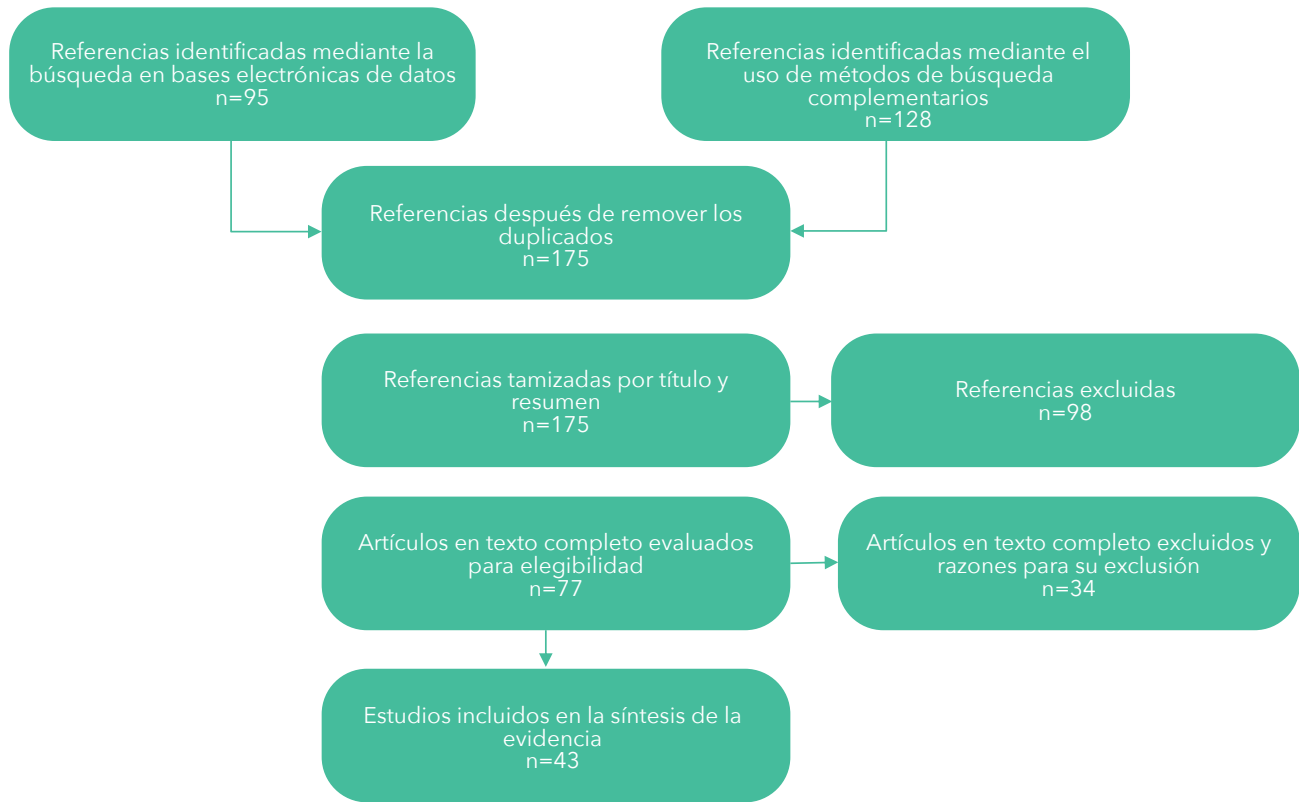 Referencias identificadas mediante la
búsqueda en bases electrónicas de datos
n=95
Referencias identificadas mediante el
uso de métodos de búsqueda
complementarios
n=128
Referencias después de remover los
duplicados
n=175
Referencias tamizadas por título y
resumen
n=175
Referencias excluidas
n=98
Artículos en texto completo evaluados
para elegibilidad
n=77
Artículos en texto completo excluidos y
razones para su exclusión
n=34
Estudios incluidos en la síntesis de la
evidencia
n=43